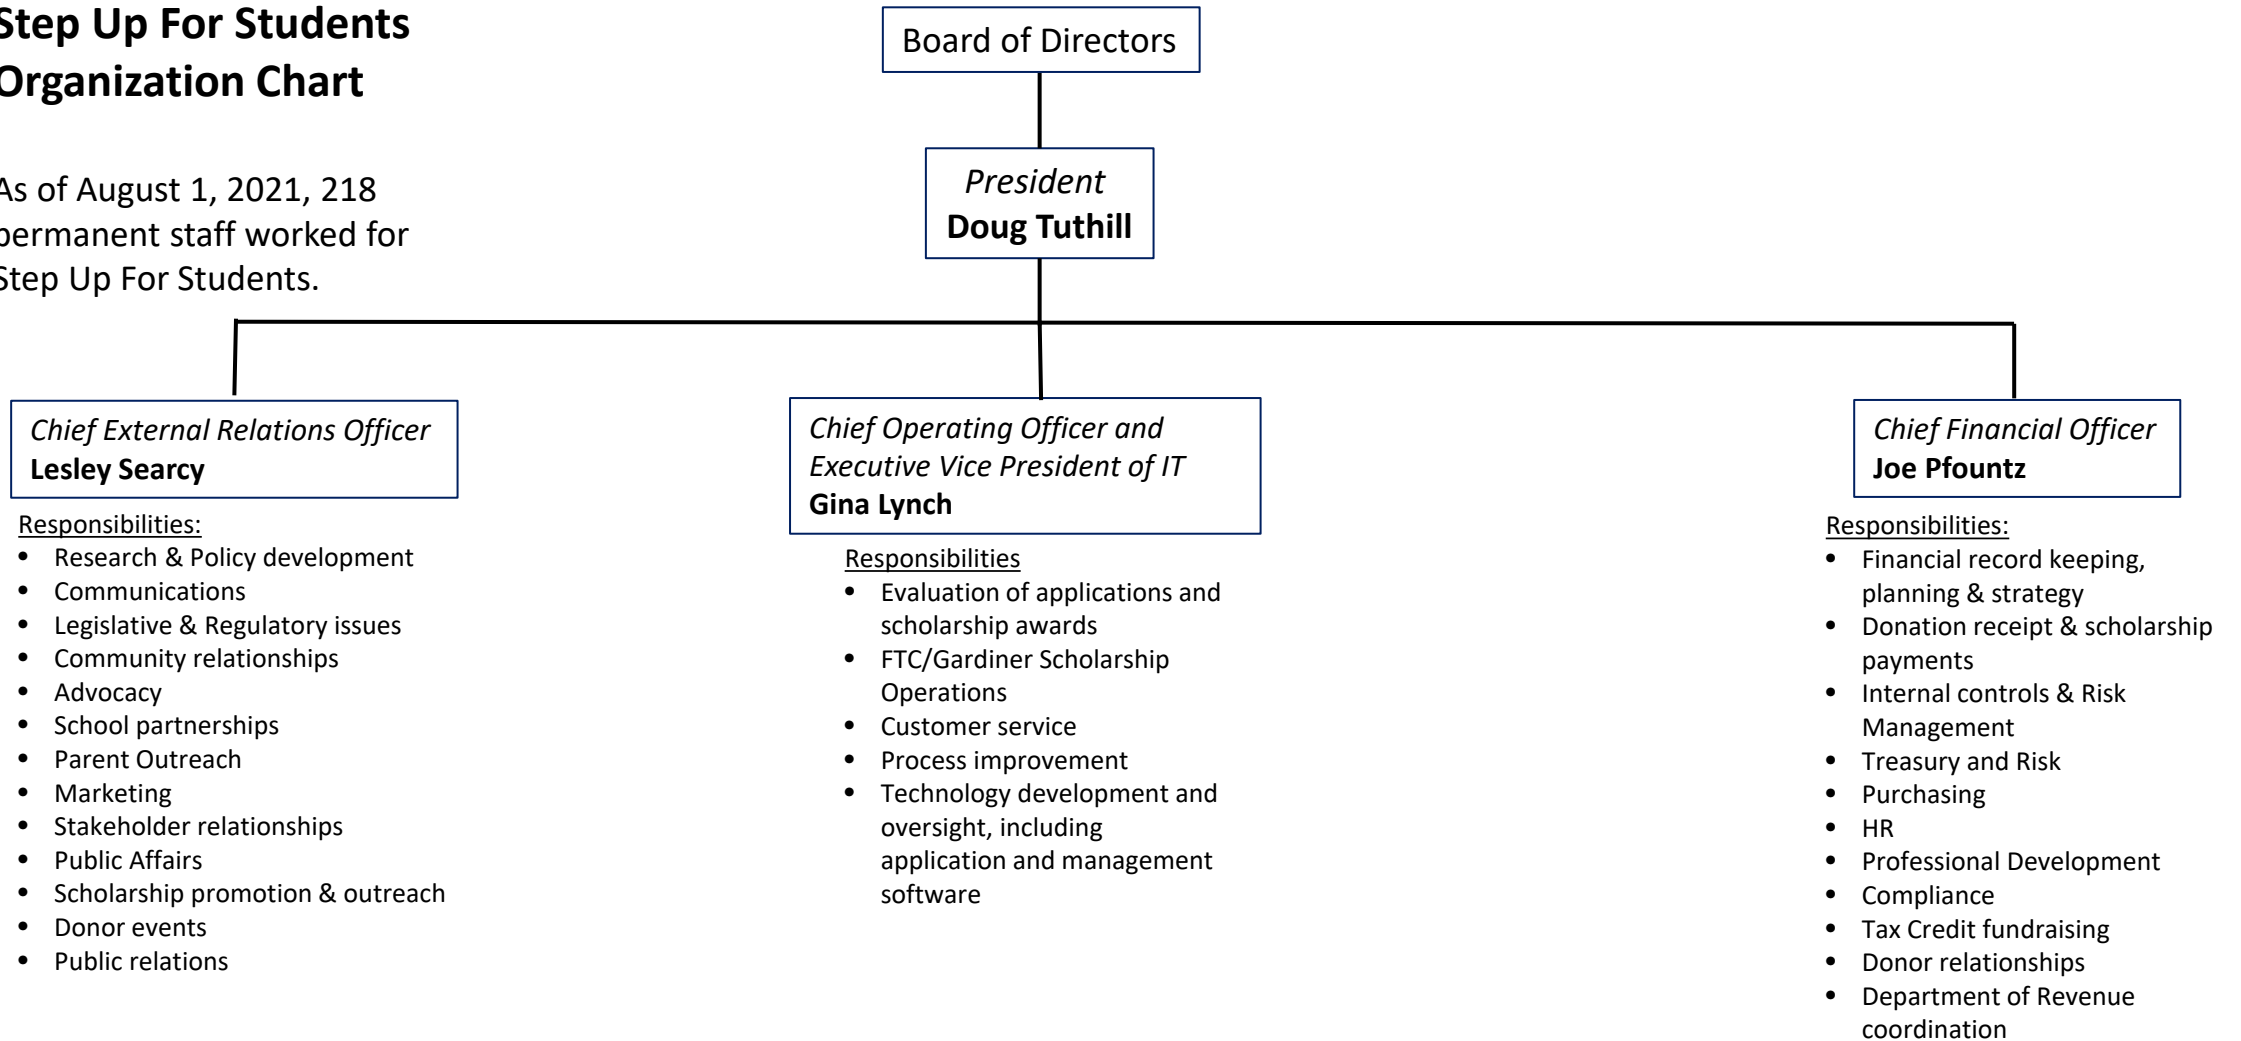 Step Up For Students
Organization Chart
As of August 1, 2021, 218
permanent staff worked for
Step Up For Students.
Board of Directors
President
Doug Tuthill
Chief External Relations Officer
Lesley Searcy
Responsibilities:
• Research & Policy development
• Communications
• Legislative & Regulatory issues
• Community relationships
• Advocacy
• School partnerships
• Parent Outreach
• Marketing
• Stakeholder relationships
• Public Affairs
• Scholarship promotion & outreach
• Donor events
• Public relations
Chief Operating Officer and
Executive Vice President of IT
Gina Lynch
Responsibilities
• Evaluation of applications and
scholarship awards
• FTC/Gardiner Scholarship
Operations
• Customer service
• Process improvement
• Technology development and
oversight, including
application and management
software
Chief Financial Officer
Joe Pfountz
Responsibilities:
• Financial record keeping,
planning & strategy
• Donation receipt & scholarship
payments
• Internal controls & Risk
Management
• Treasury and Risk
• Purchasing
• HR
• Professional Development
• Compliance
• Tax Credit fundraising
• Donor relationships
• Department of Revenue
coordination